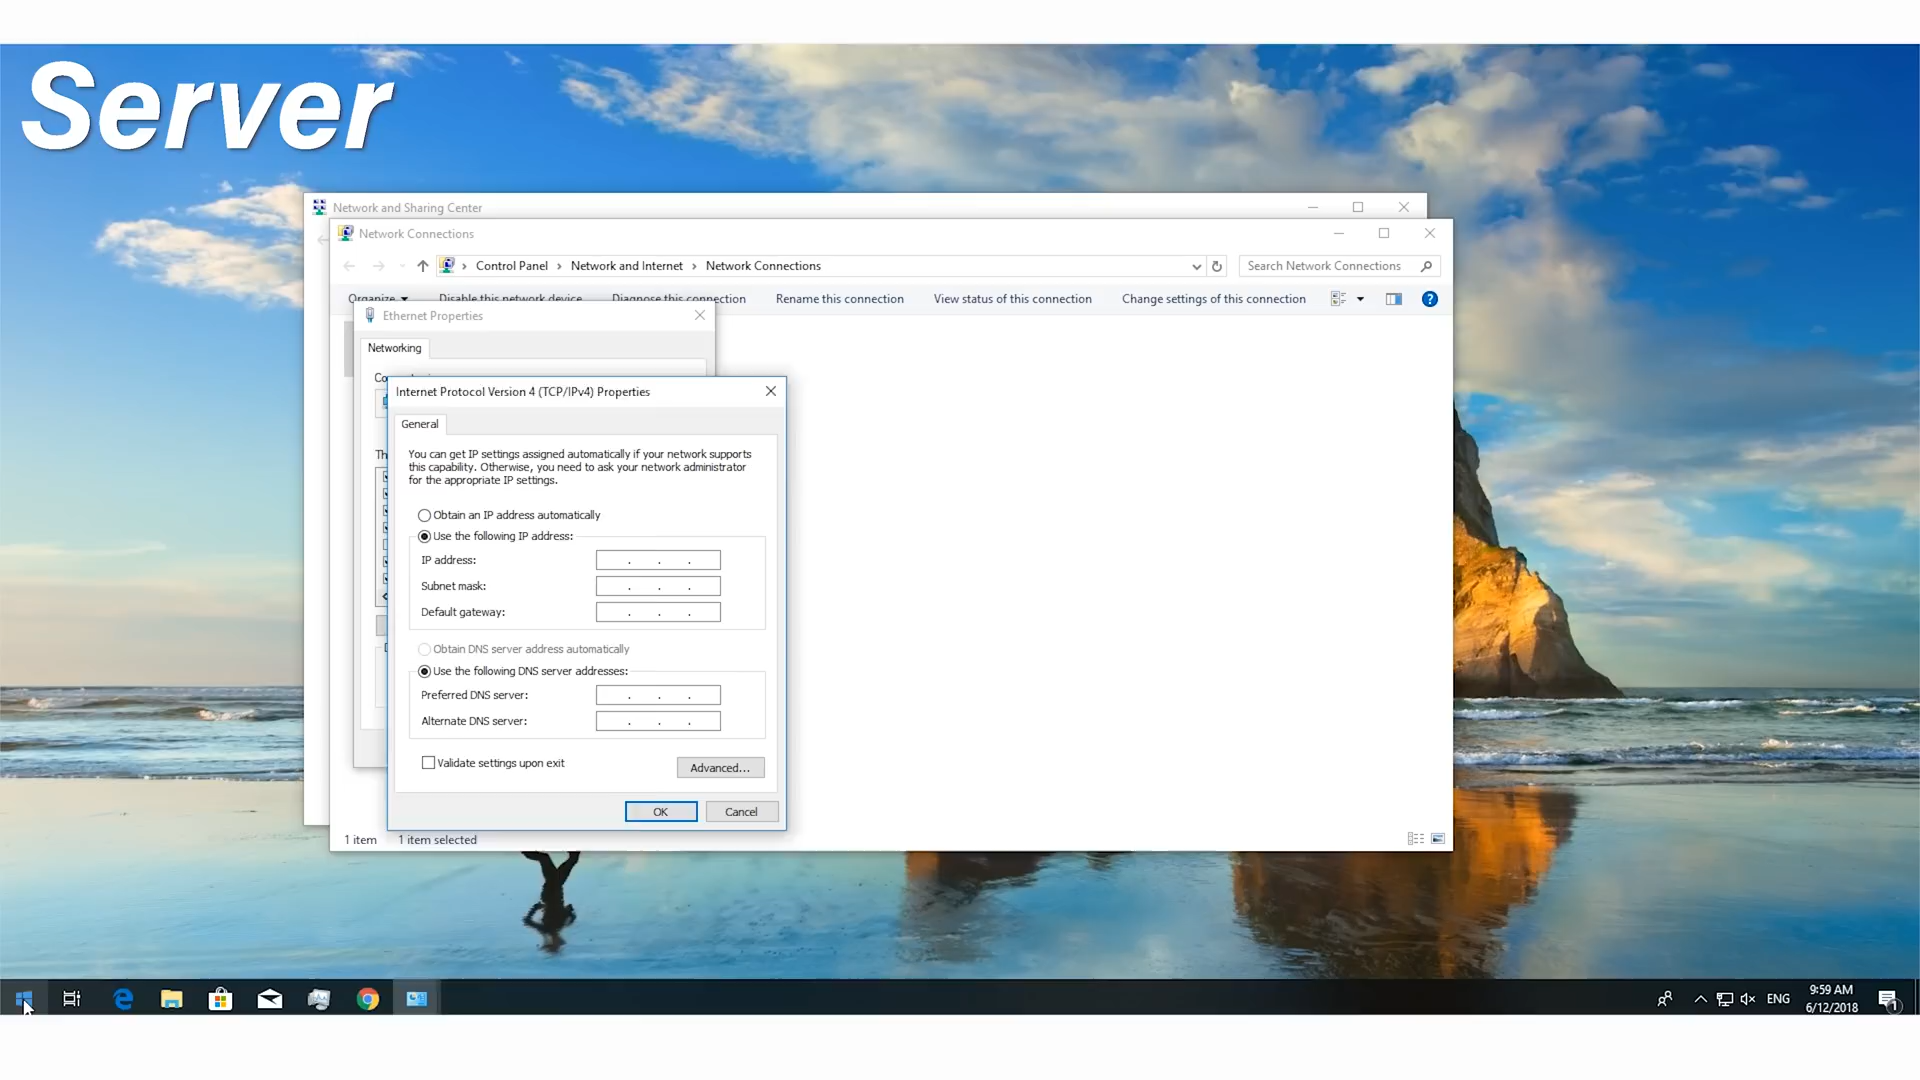 Server
Network and Sharing Center
Network Connections
Control Panel > Network and Internet > Network Connections
Search Network Connections
Organize Disable this network device Diagnose this connection Rename this connection View status of this connection Change settings of this connection
Ethernet Properties
Networking
Co
Internet Protocol Version 4 (TCP/IPv4) Properties
General
Th
You can get IP settings assigned automatically if your network supports
this capability. Otherwise, you need to ask your network administrator
for the appropriate IP settings.
Obtain an IP address automatically
Use the following IP address:
IP address: . . .
Subnet mask: . . .
Default gateway: . . .
Obtain DNS server address automatically
Use the following DNS server addresses:
Preferred DNS server: . . .
Alternate DNS server: . . .
Validate settings upon exit
Advanced...
OK Cancel
1 item 1 item selected
ENG
9:59 AM
6/12/2018
1